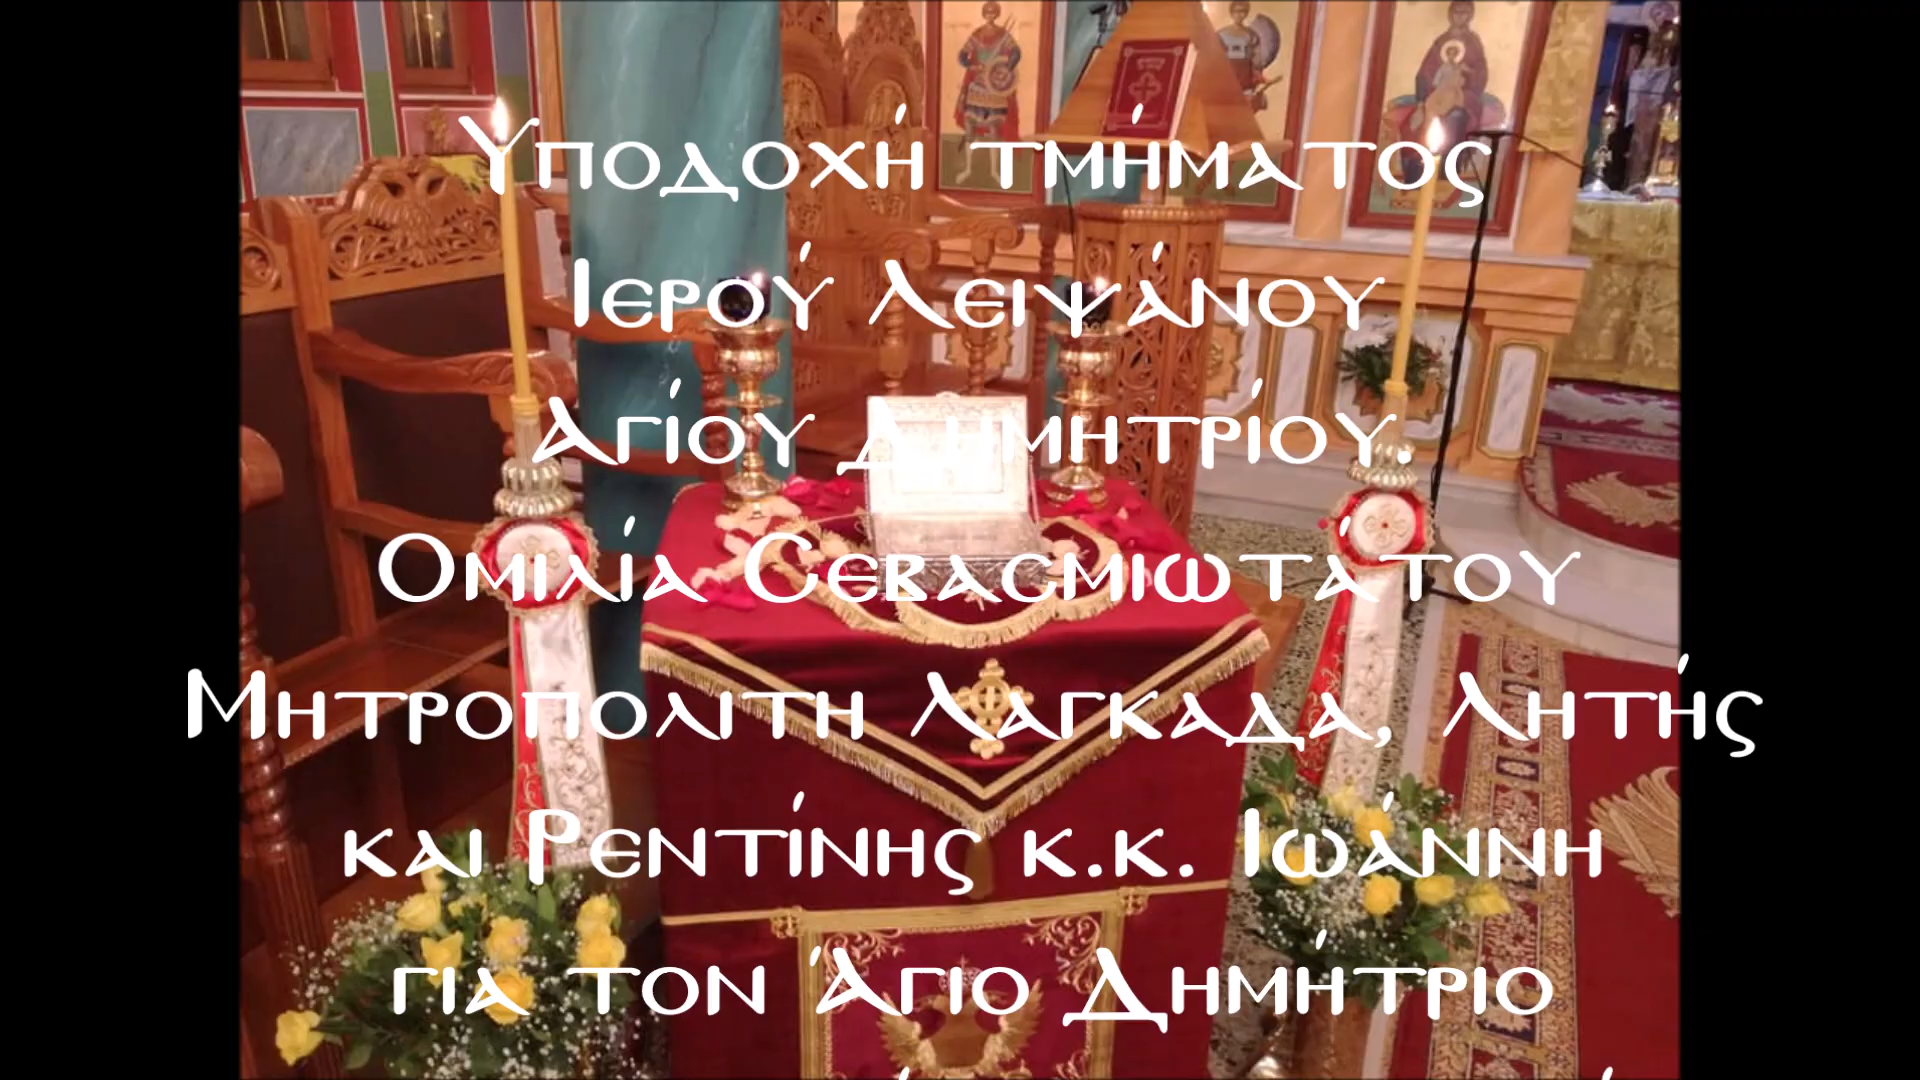 Υποδοχή τμήματος
Ιερού Λειψάνου
Αγίου Δημητρίου.
Ομιλία Σεβασμιωτάτου
Μητροπολίτη Λαγκαδά, Λητής
και Ρεντίνης κ.κ. Ιωάννη
για τον Άγιο Δημήτριο